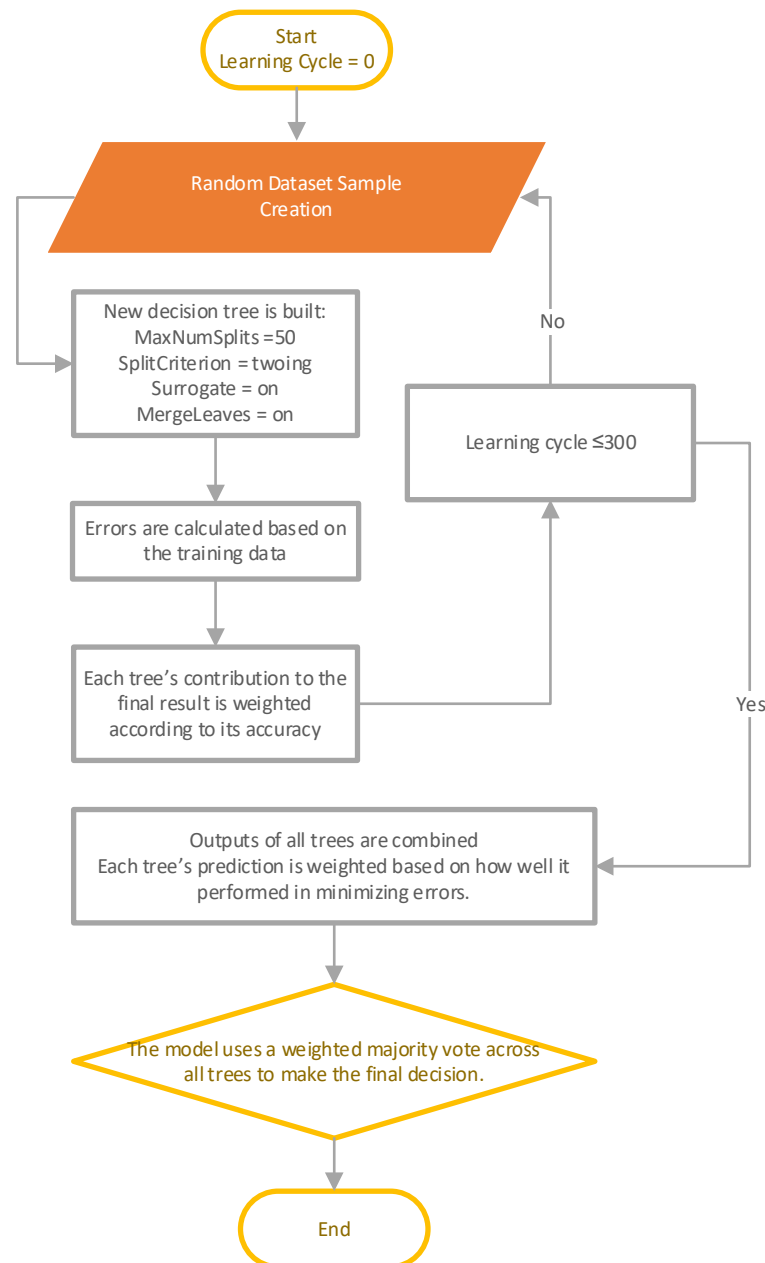 Start
Learning Cycle = 0
Random Dataset Sample
Creation
New decision tree is built:
MaxNumSplits =50
SplitCriterion = twoing
Surrogate = on
MergeLeaves = on
No
Learning cycle ≤300
Errors are calculated based on
the training data
Each tree’s contribution to the
final result is weighted
according to its accuracy
Yes
Outputs of all trees are combined
Each tree’s prediction is weighted based on how well it
performed in minimizing errors.
The model uses a weighted majority vote across
all trees to make the final decision.
End